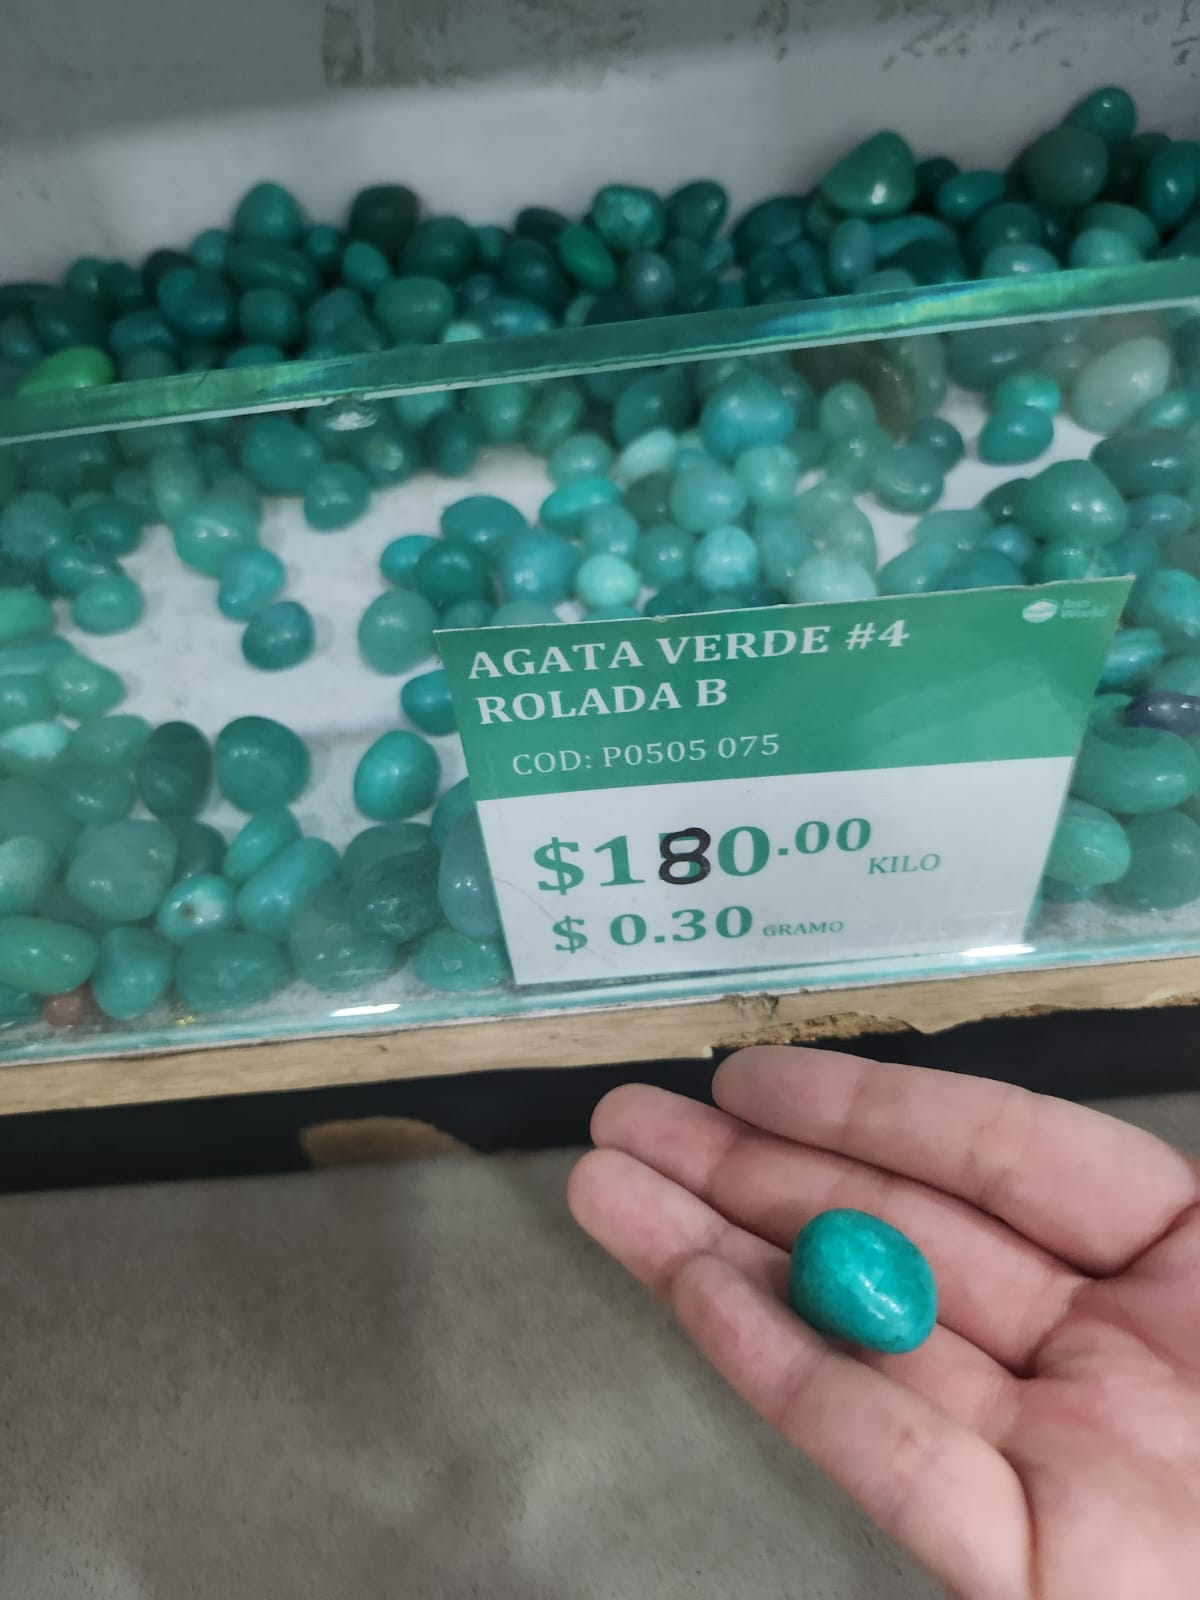 AGATA VERDE #4
ROLADA B
COD: P0505 075
$180.00 KILO
$ 0.30 GRAMO